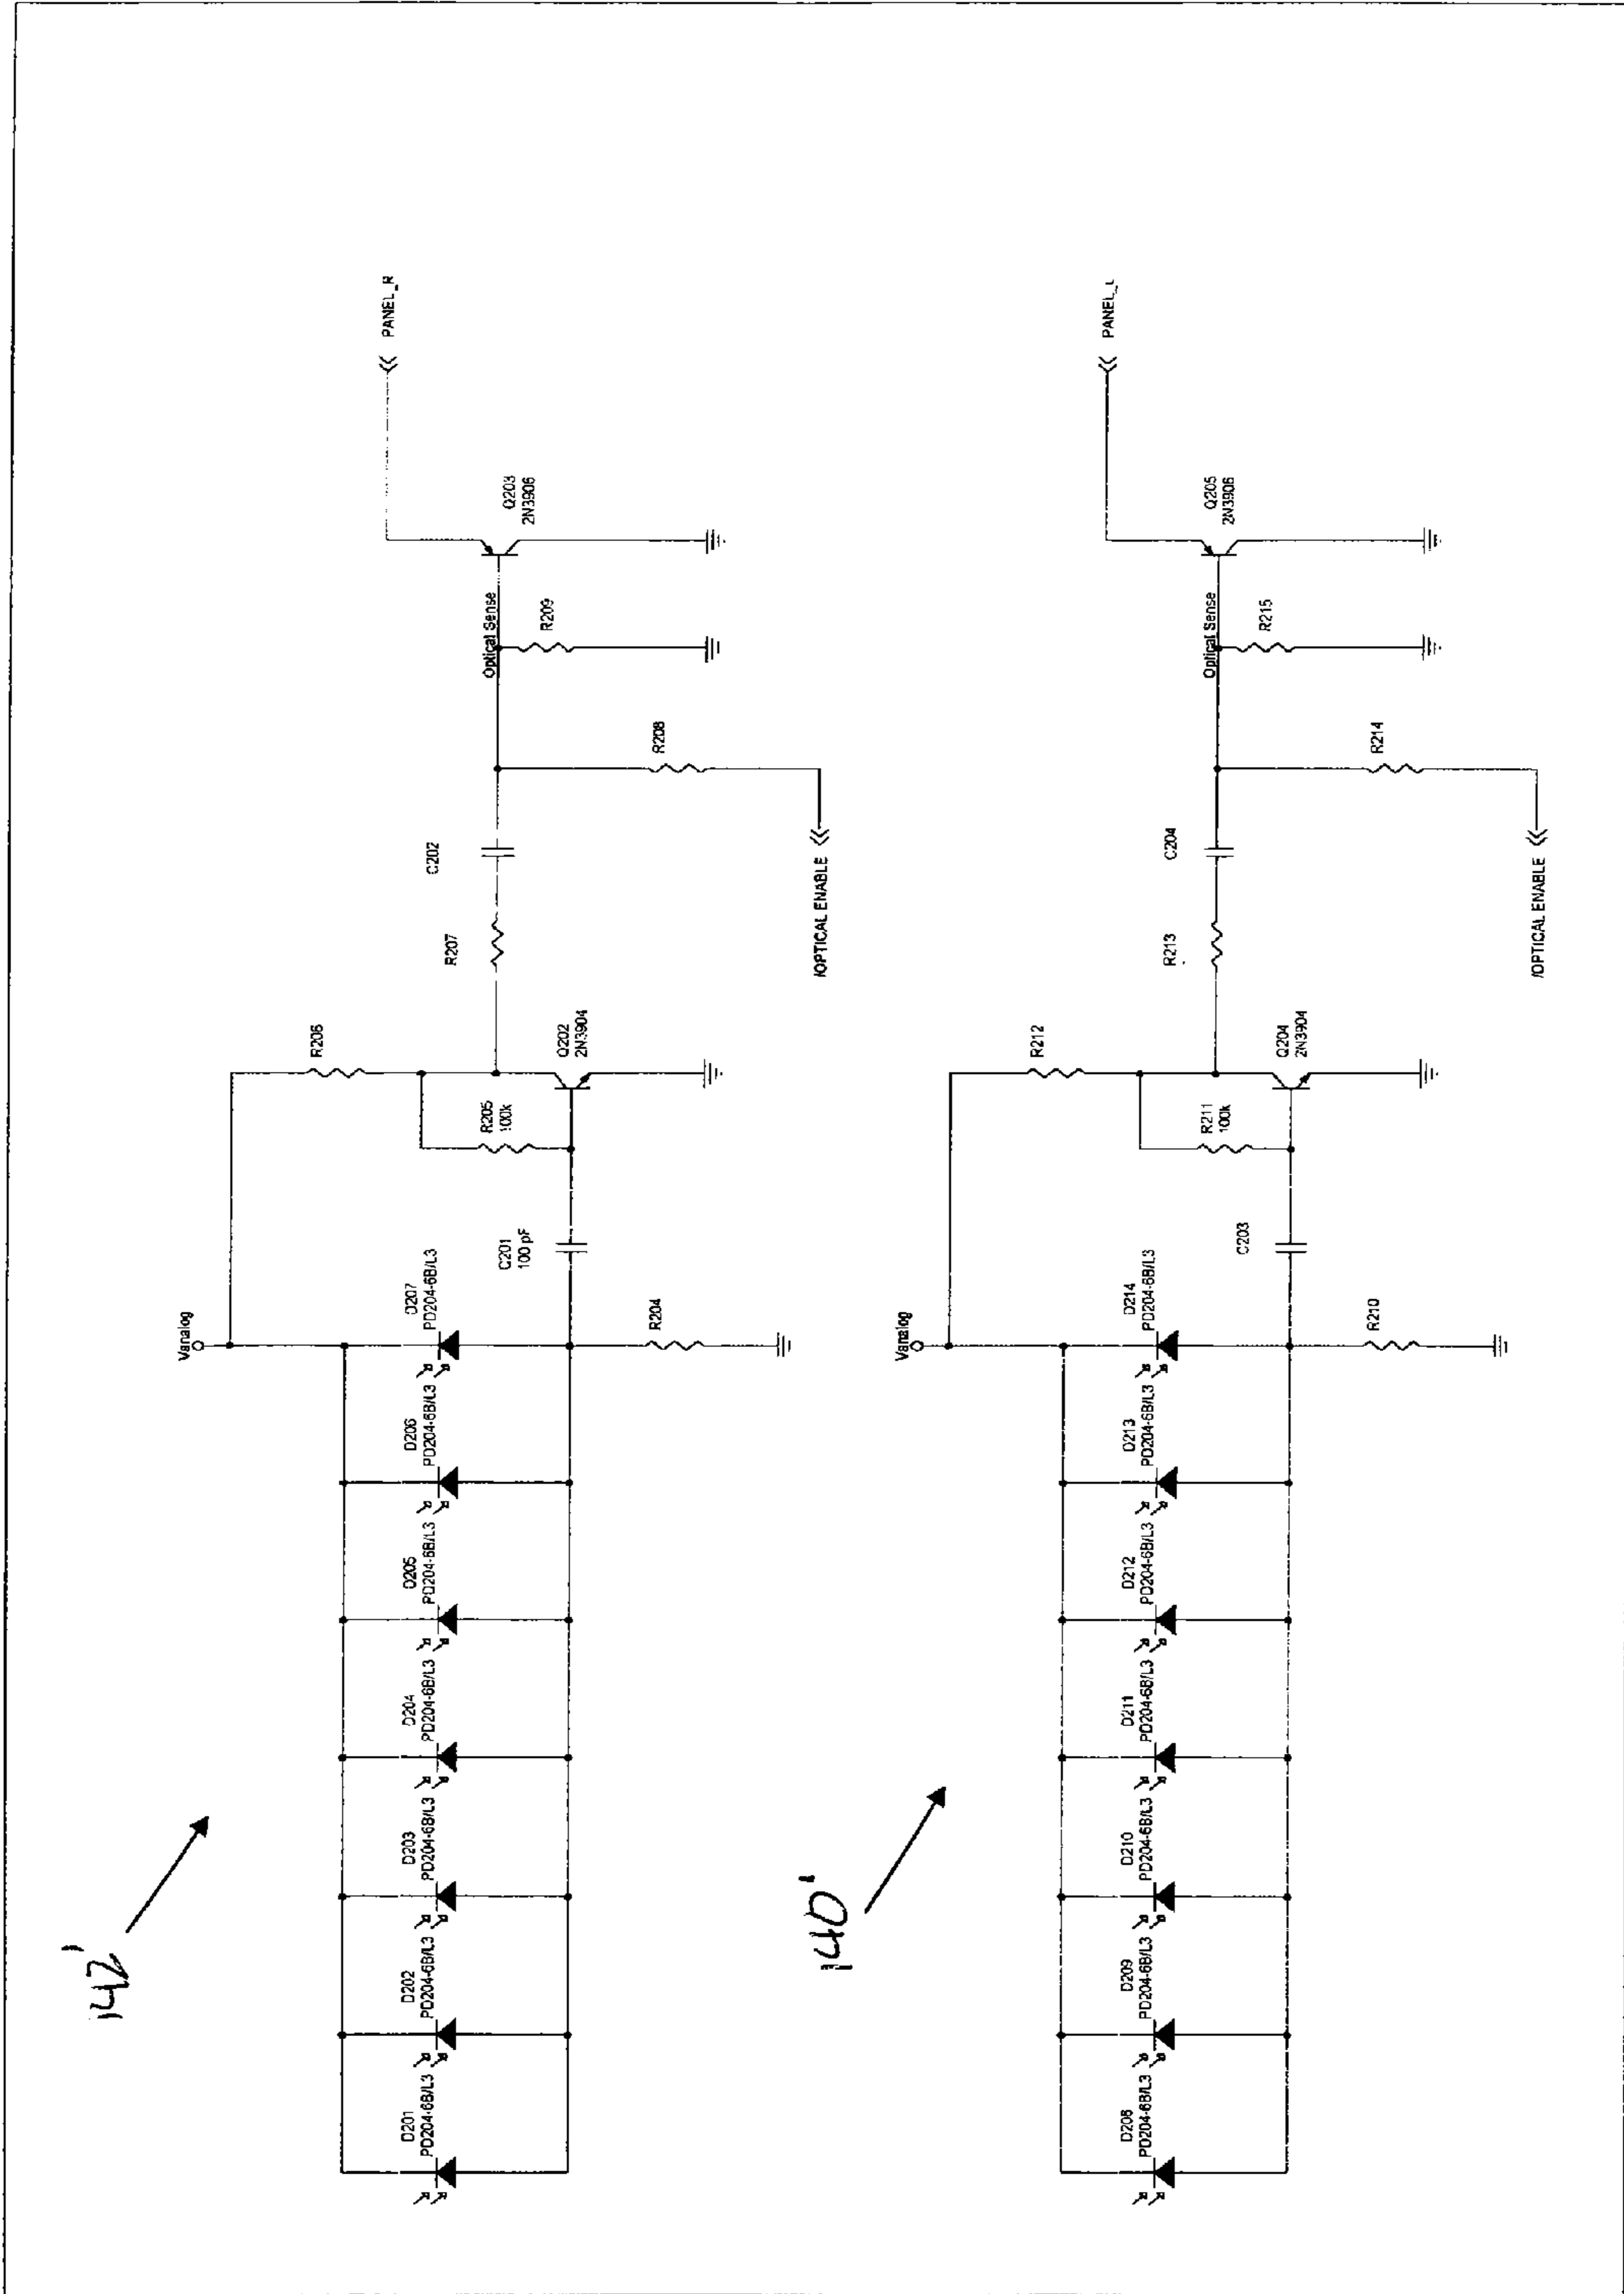 142'
Vanalog
D201
PD204-6B/L3
D202
PD204-6B/L3
D203
PD204-6B/L3
D204
PD204-6B/L3
D205
PD204-6B/L3
D206
PD204-6B/L3
D207
PD204-6B/L3
R204
C201
100 pF
R205
100k
R206
Q202
2N3904
R207
C202
R208
/OPTICAL ENABLE
Optical Sense
R209
Q203
2N3906
PANEL_R
140'
Vanalog
D208
PD204-6B/L3
D209
PD204-6B/L3
D210
PD204-6B/L3
D211
PD204-6B/L3
D212
PD204-6B/L3
D213
PD204-6B/L3
D214
PD204-6B/L3
R210
C203
R211
100k
R212
Q204
2N3904
R213
C204
R214
/OPTICAL ENABLE
Optical Sense
R215
Q205
2N3906
PANEL_L